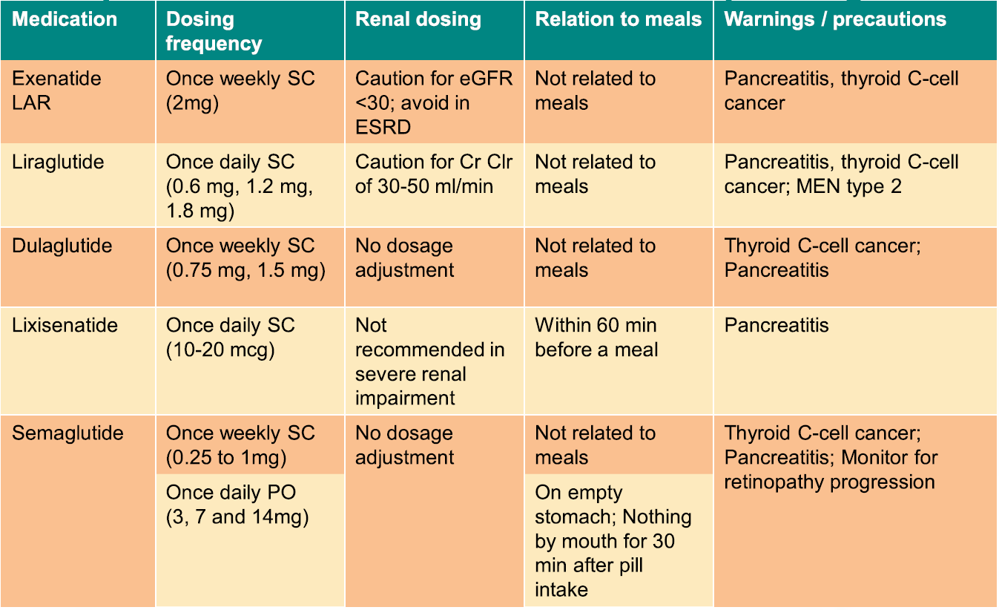 Medication
Dosing
frequency
Renal dosing
Relation to meals
Warnings / precautions
Exenatide
LAR
Once weekly SC
(2mg)
Caution for eGFR
<30; avoid in
ESRD
Not related to
meals
Pancreatitis, thyroid C-cell
cancer
Liraglutide
Once daily SC
(0.6 mg, 1.2 mg,
1.8 mg)
Caution for Cr Clr
of 30-50 ml/min
Not related to
meals
Pancreatitis, thyroid C-cell
cancer; MEN type 2
Dulaglutide
Once weekly SC
(0.75 mg, 1.5 mg)
No dosage
adjustment
Not related to
meals
Thyroid C-cell cancer;
Pancreatitis
Lixisenatide
Once daily SC
(10-20 mcg)
Not
recommended in
severe renal
impairment
Within 60 min
before a meal
Pancreatitis
Semaglutide
Once weekly SC
(0.25 to 1mg)
No dosage
adjustment
Not related to
meals
Thyroid C-cell cancer;
Pancreatitis; Monitor for
retinopathy progression
Once daily PO
(3, 7 and 14mg)
On empty
stomach; Nothing
by mouth for 30
min after pill
intake